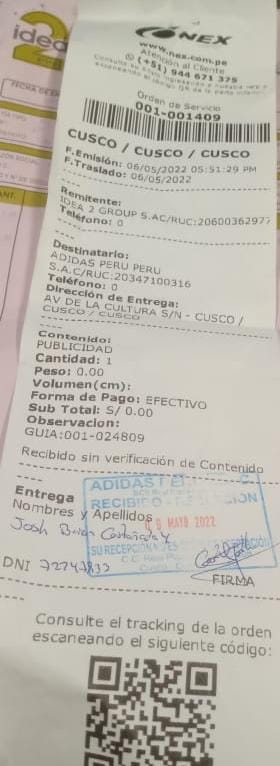 idea
2
NEX
www.nex.com.pe
Atención al Cliente
(+51) 944 671 375
Orden de Servicio
001-001409
CUSCO / CUSCO / CUSCO
F.Emisión: 06/05/2022 05:51:29 PM
F.Traslado: 06/05/2022
Remitente:
IDEA 2 GROUP S.AC/RUC:20600362977
Teléfono: 0
Destinatario:
ADIDAS PERU PERU
S.A.C/RUC:20347100316
Teléfono: 0
Dirección de Entrega:
AV DE LA CULTURA S/N - CUSCO /
CUSCO / CUSCO
Contenido:
PUBLICIDAD
Cantidad: 1
Peso: 0.00
Volumen(cm):
Forma de Pago: EFECTIVO
Sub Total: S/ 0.00
Observacion:
GUIA:001-024809
Recibido sin verificación de Contenido
ADIDAS
Entrega
Nombres y Apellidos
MAYO 2022
Josh
SU RECEPCION
DNI
FIRMA
Consulte el tracking de la orden
escaneando el siguiente código: